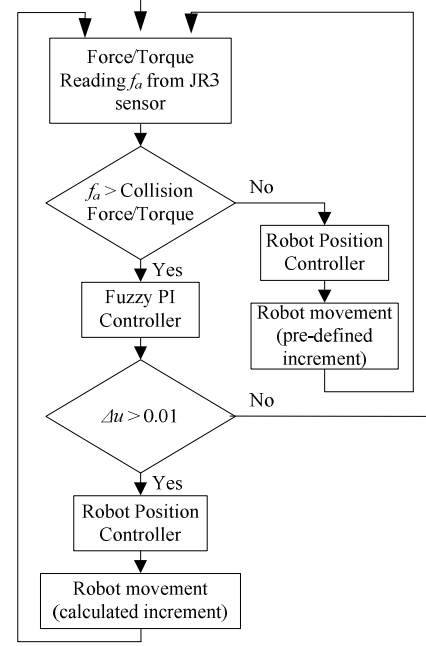 Force/Torque
Reading fa from JR3
sensor
fa > Collision
Force/Torque
No
Robot Position
Controller
Yes
Fuzzy PI
Controller
Robot movement
(pre-defined
increment)
Δu > 0.01
No
Yes
Robot Position
Controller
Robot movement
(calculated increment)